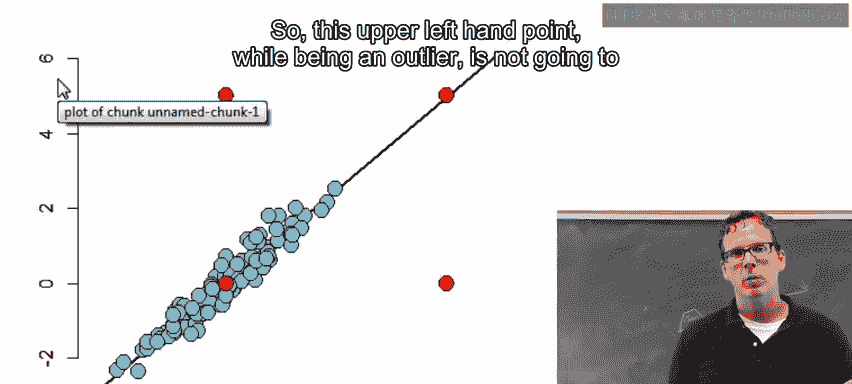 So, this upper left hand point,
while being an outlier, is not going to
6
plot of chunk unnamed-chunk-1
4
2
0
-2